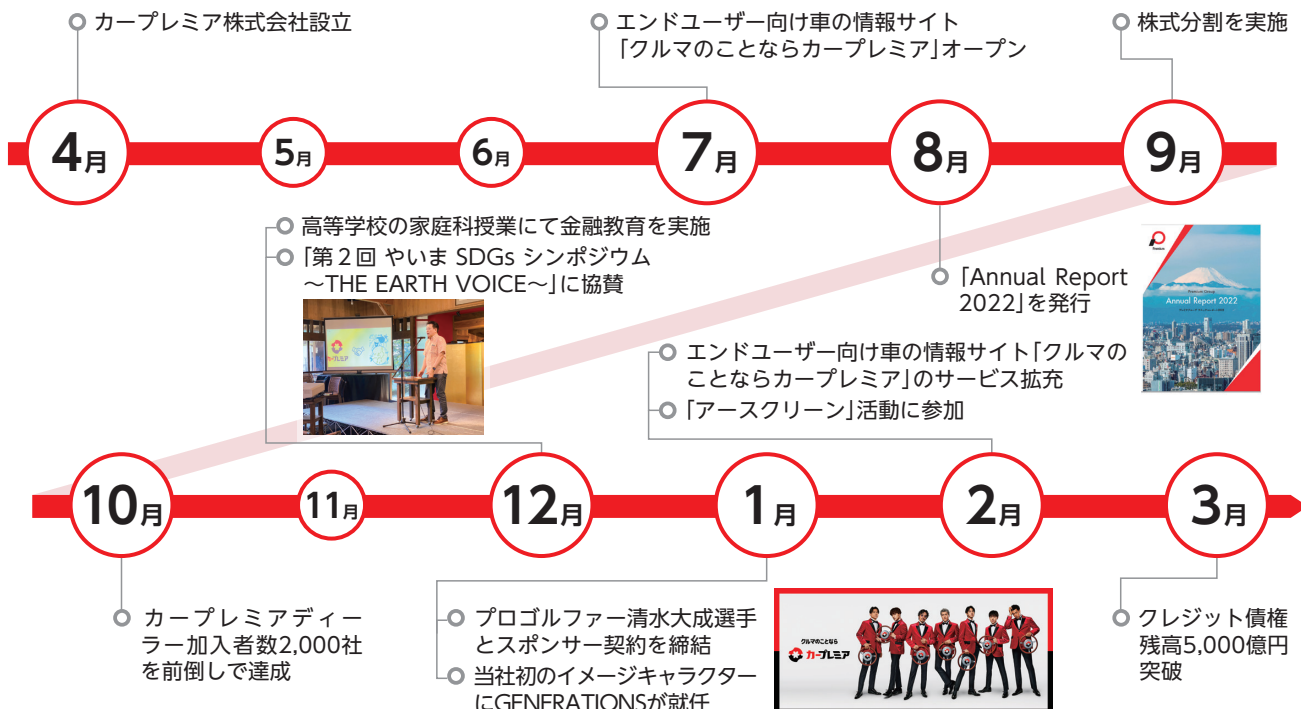 カープレミア株式会社設立
エンドユーザー向け車の情報サイト
「クルマのことならカープレミア」オープン
株式分割を実施
4月
5月
6月
7月
8月
9月
高等学校の家庭科授業にて金融教育を実施
「第2回 やいま SDGs シンポジウム
～THE EARTH VOICE～」に協賛
「Annual Report
2022」を発行
Premium Group
Annual Report 2022
エンドユーザー向け車の情報サイト「クルマの
ことならカープレミア」のサービス拡充
「アースクリーン」活動に参加
10月
11月
12月
1月
2月
3月
カープレミアディー
ラー加入者数2,000社
を前倒しで達成
プロゴルファー清水大成選手
とスポンサー契約を締結
当社初のイメージキャラクター
にGENERATIONSが就任
クルマのことなら
カープレミア
クレジット債権
残高5,000億円
突破